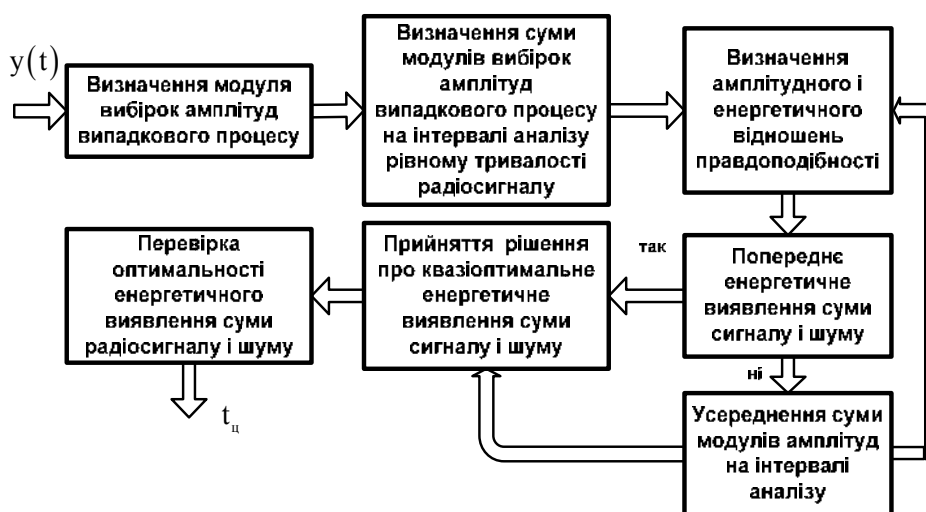 y(t)
Визначення модуля
вибірок амплітуд
випадкового процесу
Визначення суми
модулів вибірок
амплітуд
випадкового процесу
на інтервалі аналізу
рівному тривалості
радіосигналу
Визначення
амплітудного і
енергетичного
відношень
правдоподібності
Перевірка
оптимальності
енергетичного
виявлення суми
радіосигналу і шуму
Прийняття рішення
про квазіоптимальне
енергетичне
виявлення суми
сигналу і шуму
так
Попереднє
енергетичне
виявлення суми
сигналу і шуму
ні
Усереднення суми
модулів амплітуд
на інтервалі
аналізу
tц